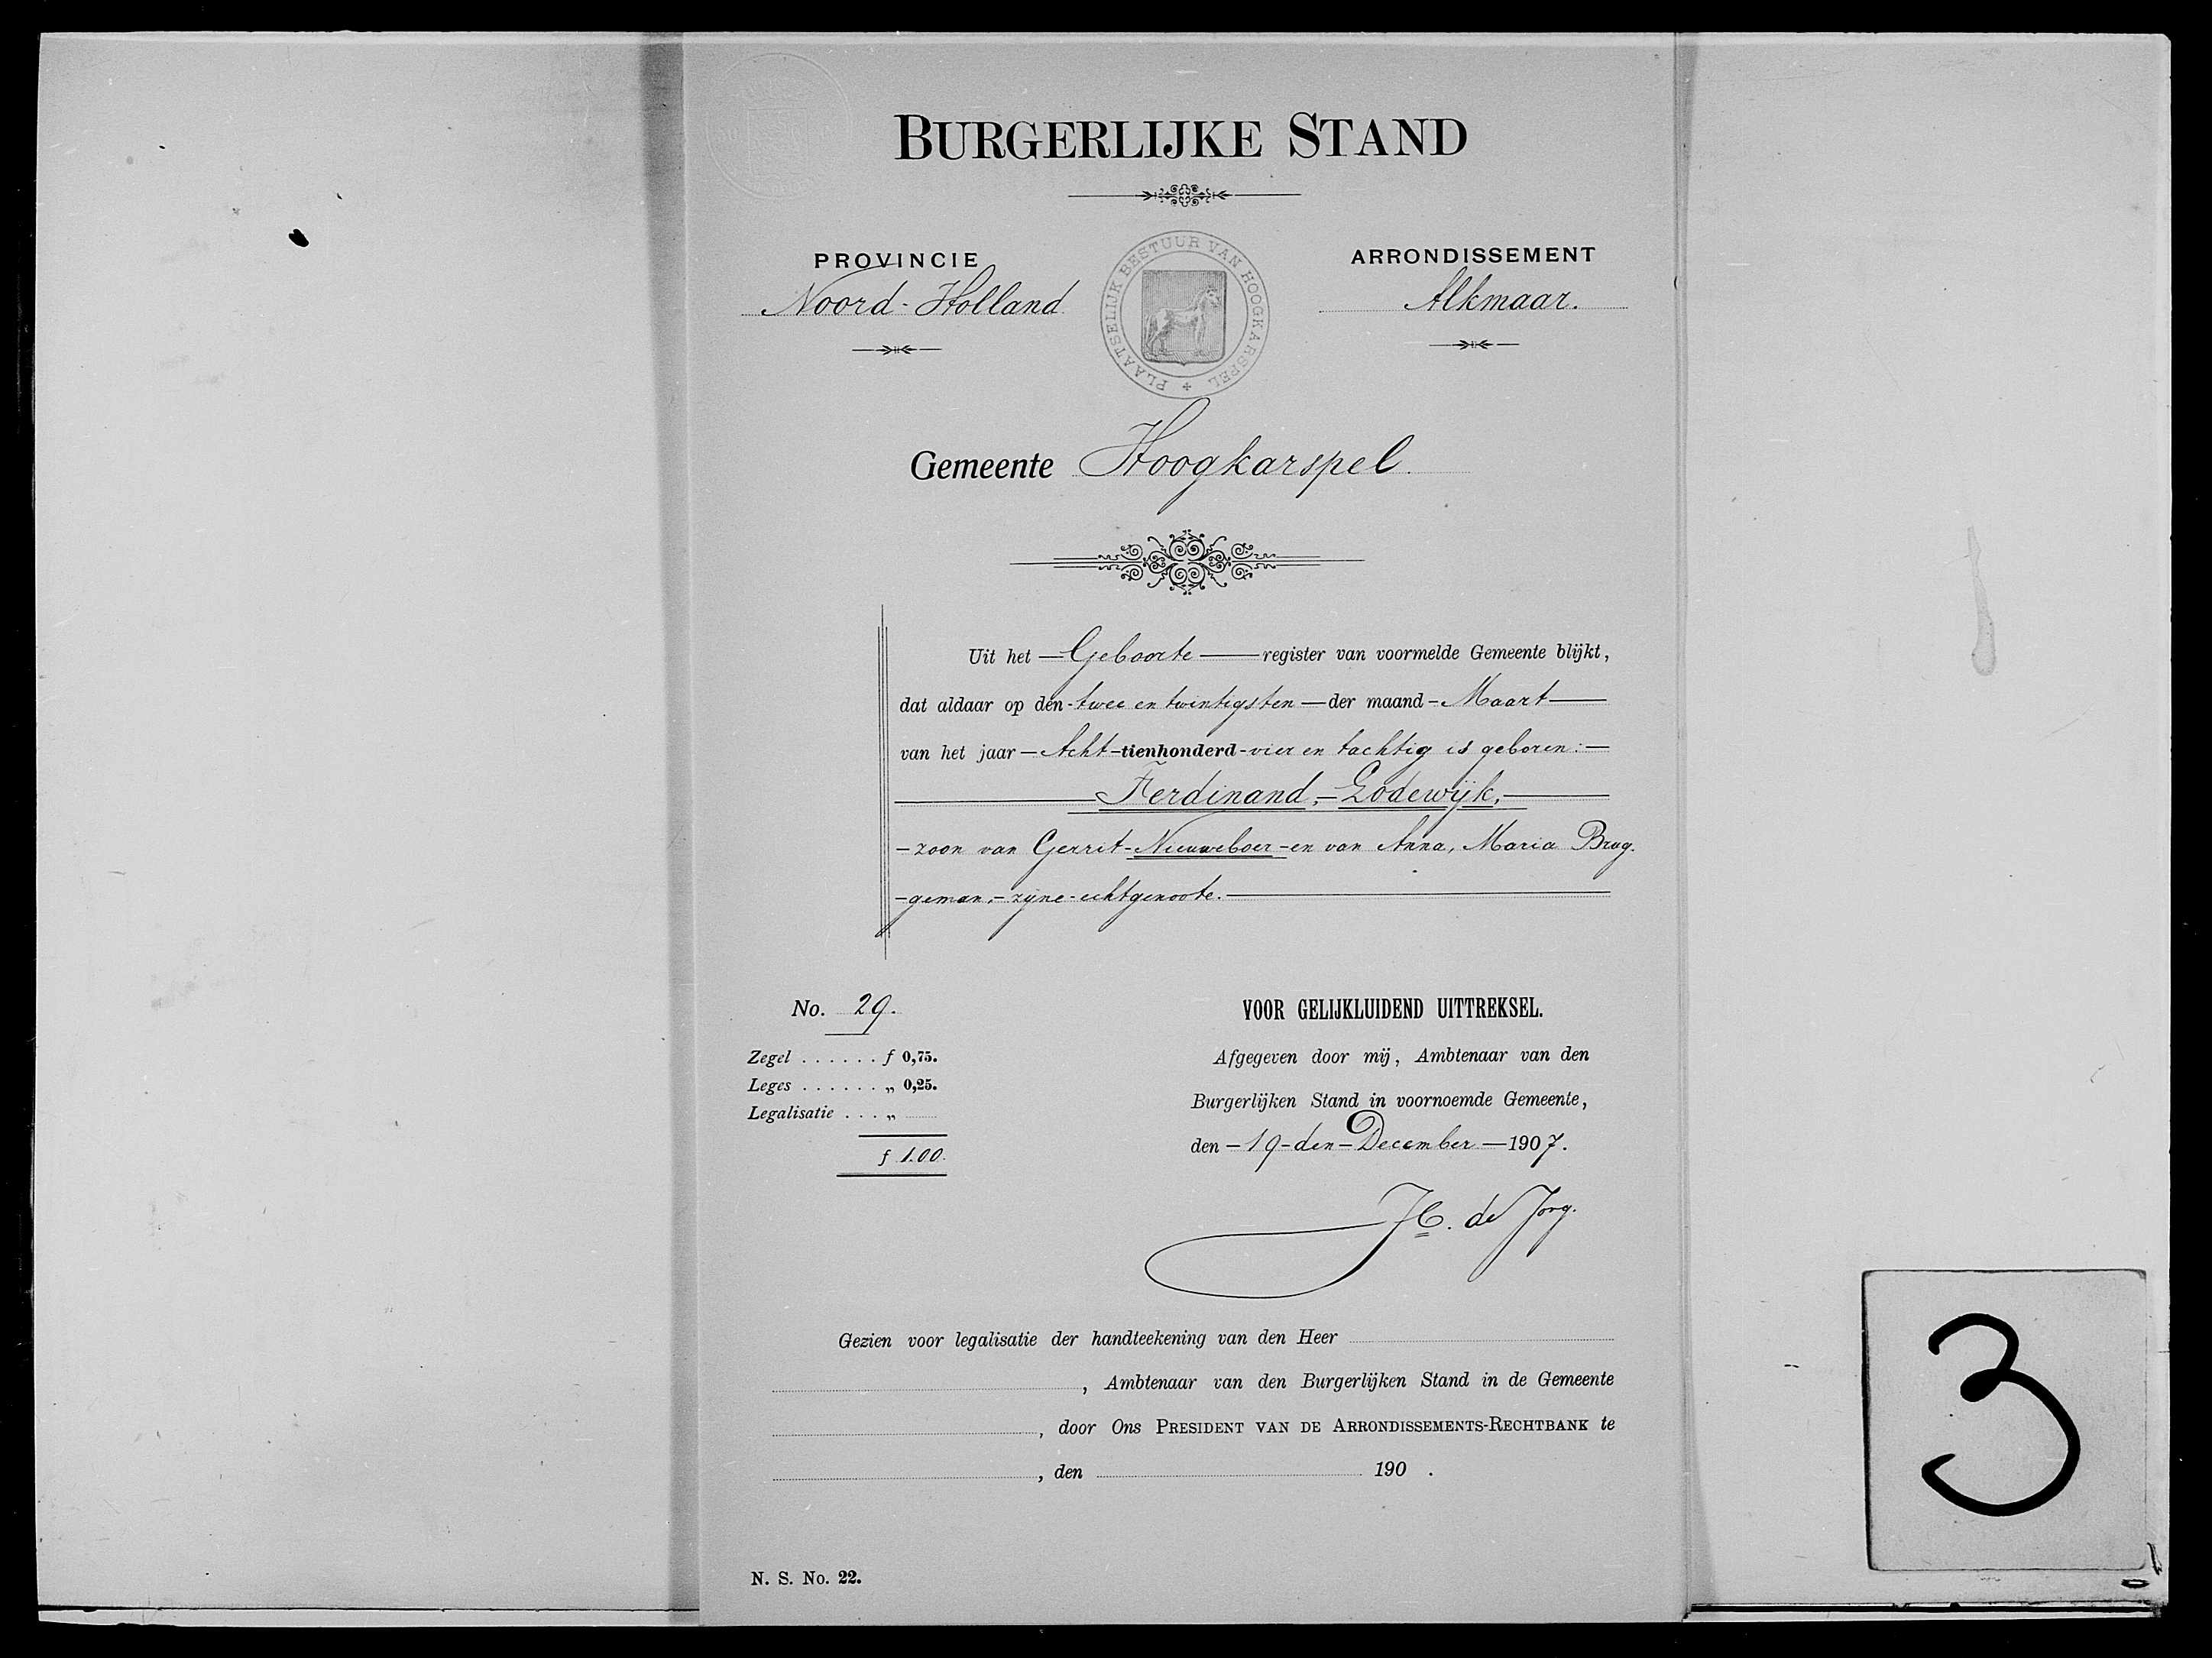 BURGERLIJKE STAND
PROVINCIE
Noord-Holland
PLAATSELIJK BESTUUR VAN HOOGKARSPEL
ARRONDISSEMENT
Alkmaar.
Gemeente Hoogkarspel.
Uit het — Geboorte — register van voormelde Gemeente blijkt,
dat aldaar op den - twee en twintigsten — der maand - Maart —
van het jaar — Acht-tienhonderd-vier en tachtig is geboren: —
Ferdinand, - Lodewijk, —
- zoon van Gerrit - Nieuweboer - en van Anna, Maria Brug-
-geman, - zijne - echtgenoote. —
No. 29.
Zegel . . . . . . f 0,75.
Leges . . . . . . . „ 0,25.
Legalisatie . . . . „
f 1.00.
VOOR GELIJKLUIDEND UITTREKSEL.
Afgegeven door mij, Ambtenaar van den
Burgerlijken Stand in voornoemde Gemeente,
den — 19 - den - December — 1907.
de Jong.
Gezien voor legalisatie der handteekening van den Heer
, Ambtenaar van den Burgerlijken Stand in de Gemeente
, door Ons PRESIDENT VAN DE ARRONDISSEMENTS-RECHTBANK te
, den 190 .
N. S. No. 22.
3